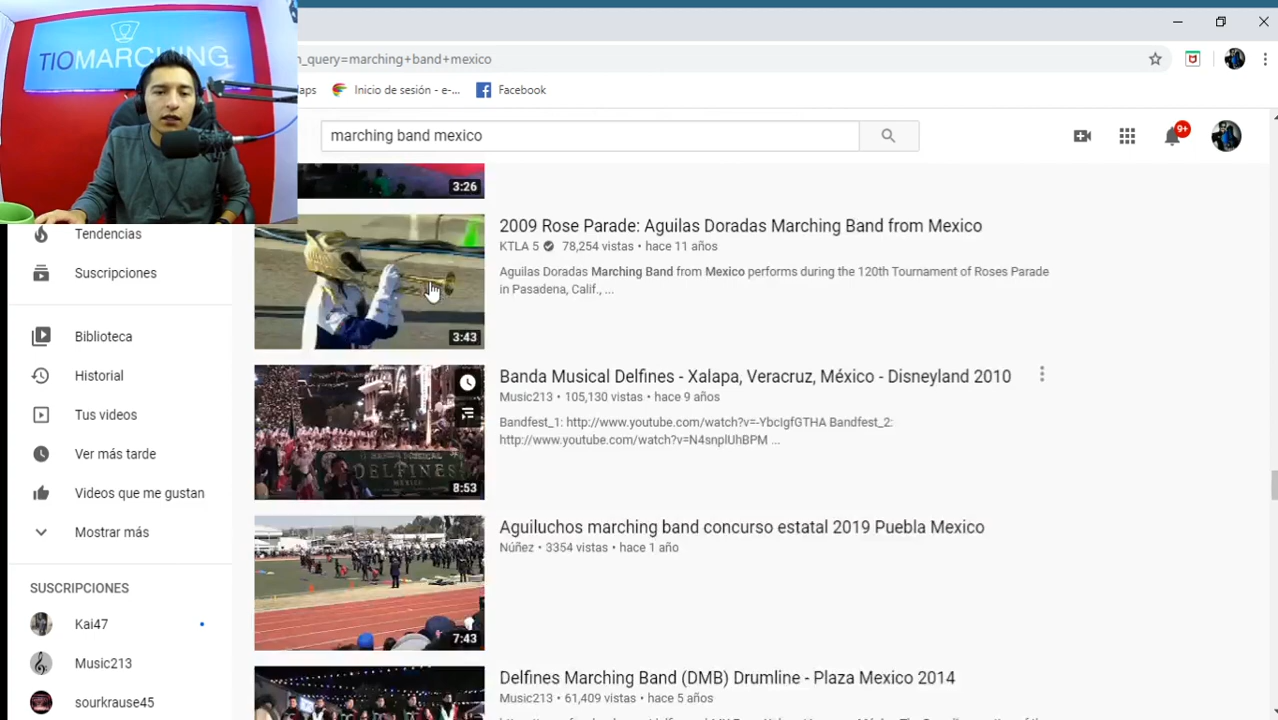 TIOMARCHING
n_query=marching+band+mexico
aps
Inicio de sesión - e-...
Facebook
marching band mexico
9+
3:26
Tendencias
Suscripciones
Biblioteca
Historial
Tus videos
Ver más tarde
Videos que me gustan
Mostrar más
SUSCRIPCIONES
Kai47
Music213
sourkrause45
2009 Rose Parade: Aguilas Doradas Marching Band from Mexico
KTLA 5 78,254 vistas • hace 11 años
Aguilas Doradas Marching Band from Mexico performs during the 120th Tournament of Roses Parade
in Pasadena, Calif., ...
3:43
Banda Musical Delfines - Xalapa, Veracruz, México - Disneyland 2010
Music213 • 105,130 vistas • hace 9 años
Bandfest_1: http://www.youtube.com/watch?v=-YbcIgfGTHA Bandfest_2:
http://www.youtube.com/watch?v=N4snplUhBPM ...
DELFINES
MEXICO
8:53
Aguiluchos marching band concurso estatal 2019 Puebla Mexico
Núñez • 3354 vistas • hace 1 año
7:43
Delfines Marching Band (DMB) Drumline - Plaza Mexico 2014
Music213 • 61,409 vistas • hace 5 años